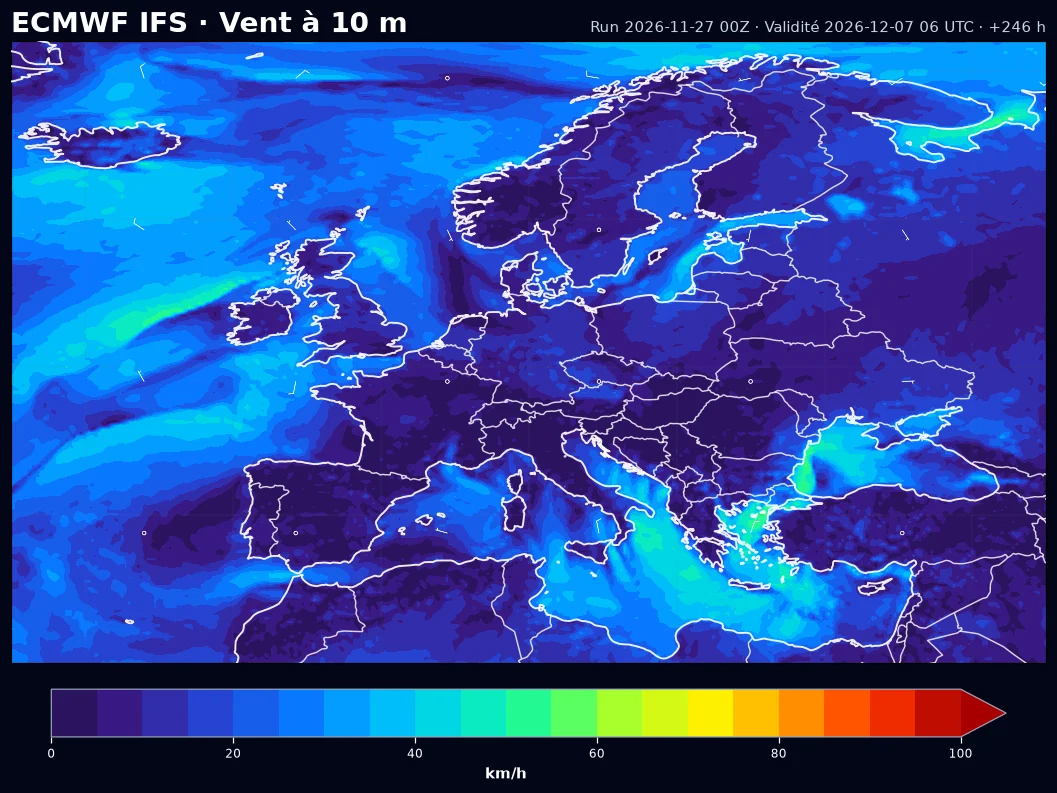 ECMWF IFS · Vent à 10 m
Run 2026-11-27 00Z · Validité 2026-12-07 06 UTC · +246 h
0 20 40 60 80 100
km/h